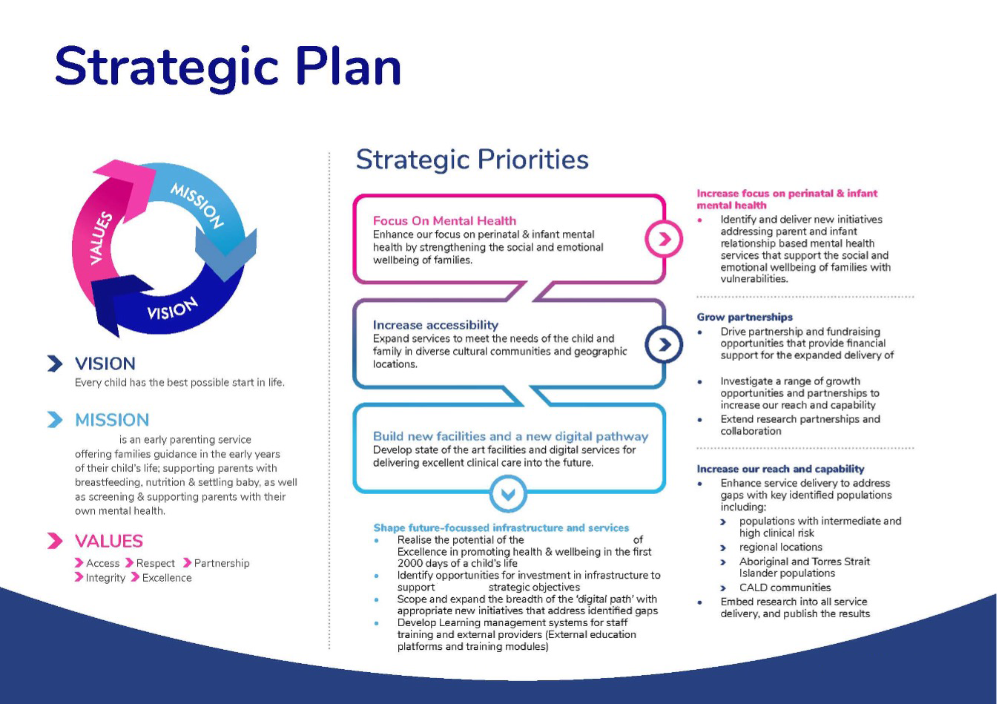 Strategic Plan
MISSION
VALUES
VISION
VISION
Every child has the best possible start in life.
MISSION
is an early parenting service
offering families guidance in the early years
of their child's life; supporting parents with
breastfeeding, nutrition & settling baby, as well
as screening & supporting parents with their
own mental health.
VALUES
Access Respect Partnership
Integrity Excellence
Strategic Priorities
Focus On Mental Health
Enhance our focus on perinatal & infant mental
health by strengthening the social and emotional
wellbeing of families.
Increase accessibility
Expand services to meet the needs of the child and
family in diverse cultural communities and geographic
locations.
Build new facilities and a new digital pathway
Develop state of the art facilities and digital services for
delivering excellent clinical care into the future.
Shape future-focussed infrastructure and services
• Realise the potential of the of
Excellence in promoting health & wellbeing in the first
2000 days of a child's life
• Identify opportunities for investment in infrastructure to
support strategic objectives
• Scope and expand the breadth of the 'digital path' with
appropriate new initiatives that address identified gaps
• Develop Learning management systems for staff
training and external providers (External education
platforms and training modules)
Increase focus on perinatal & infant
mental health
• Identify and deliver new initiatives
addressing parent and infant
relationship based mental health
services that support the social and
emotional wellbeing of families with
vulnerabilities.
Grow partnerships
• Drive partnership and fundraising
opportunities that provide financial
support for the expanded delivery of
• Investigate a range of growth
opportunities and partnerships to
increase our reach and capability
• Extend research partnerships and
collaboration
Increase our reach and capability
• Enhance service delivery to address
gaps with key identified populations
including:
populations with intermediate and
high clinical risk
regional locations
Aboriginal and Torres Strait
Islander populations
CALD communities
• Embed research into all service
delivery, and publish the results